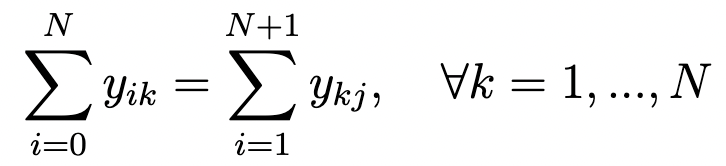 \sum_{i=0}^{N} y_{ik} = \sum_{i=1}^{N+1} y_{kj}, \quad \forall k = 1, ..., N